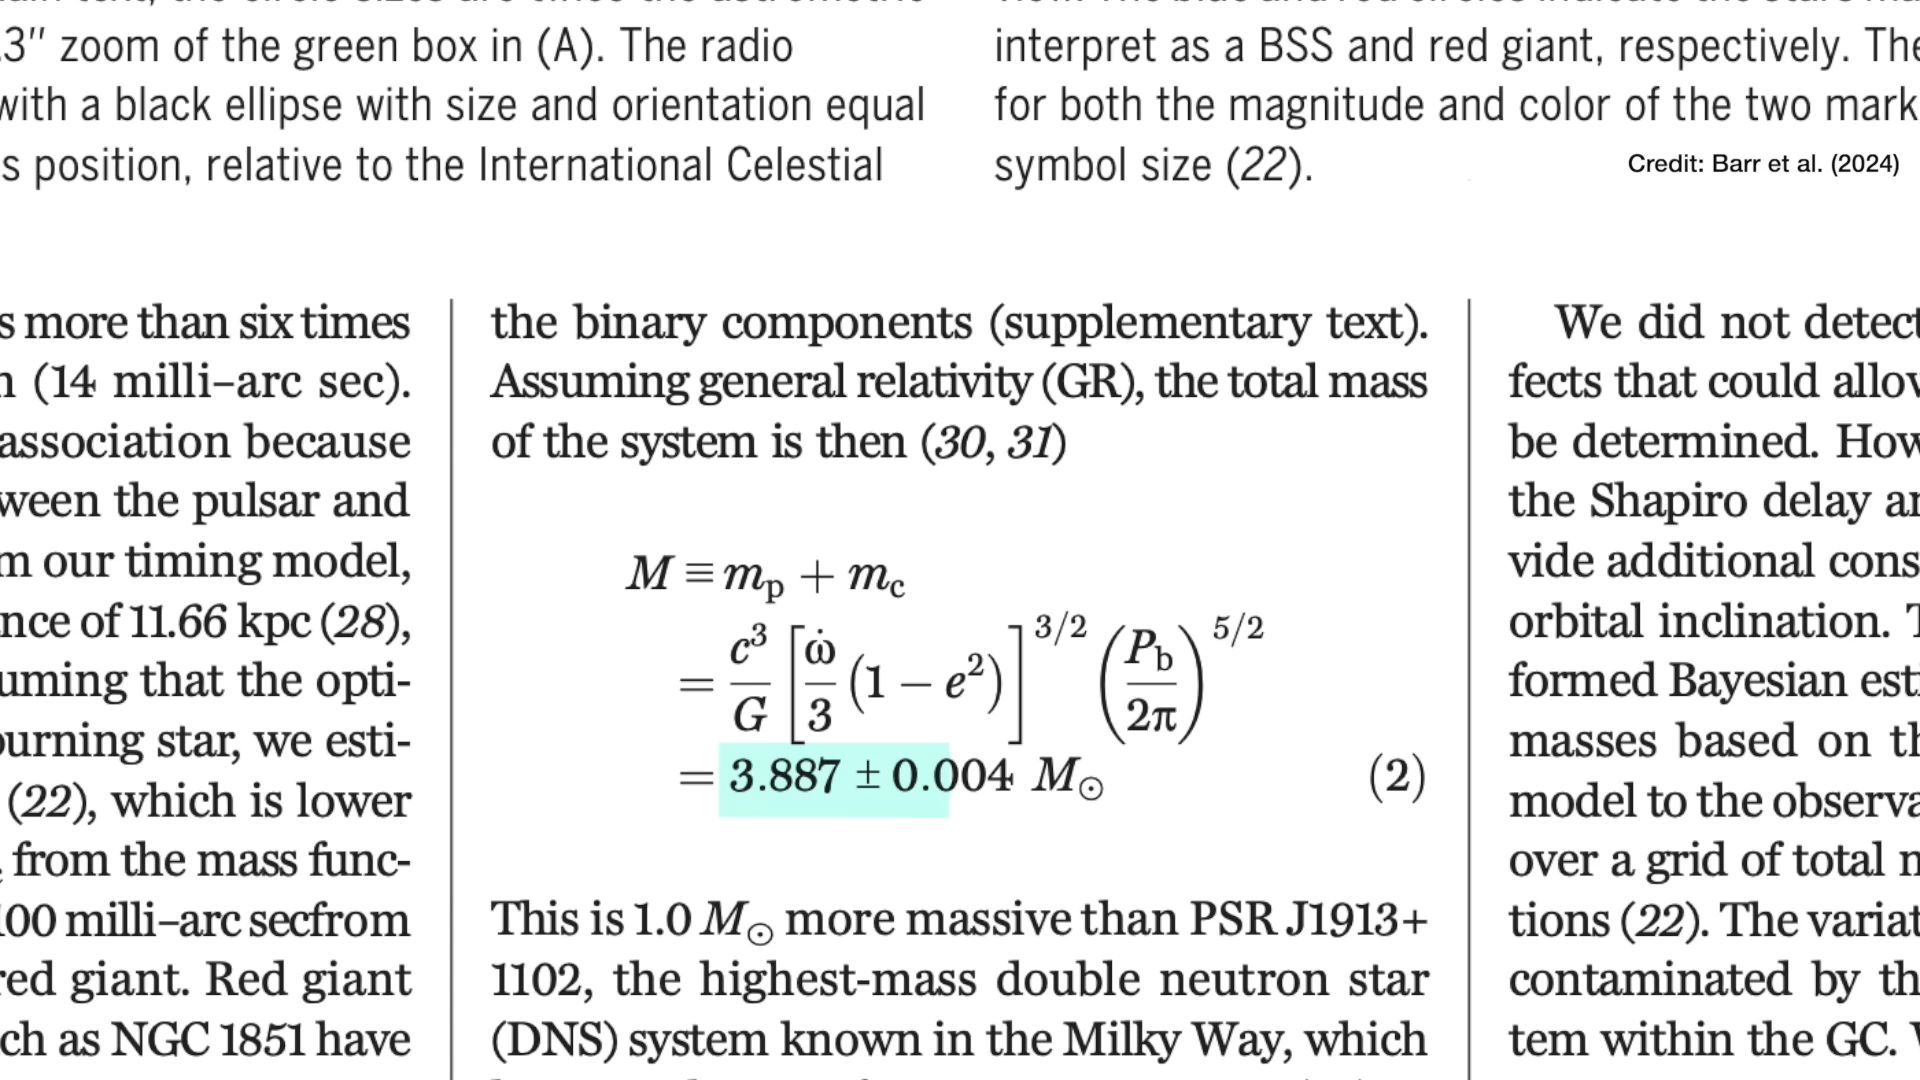 3″ zoom of the green box in (A). The radio
with a black ellipse with size and orientation equal
s position, relative to the International Celestial
interpret as a BSS and red giant, respectively. The
for both the magnitude and color of the two mark
symbol size (22).
Credit: Barr et al. (2024)
s more than six times
(14 milli–arc sec).
association because
ween the pulsar and
m our timing model,
nce of 11.66 kpc (28),
uming that the opti-
ourning star, we esti-
(22), which is lower
from the mass func-
100 milli–arc secfrom
red giant. Red giant
ch as NGC 1851 have
the binary components (supplementary text).
Assuming general relativity (GR), the total mass
of the system is then (30, 31)
M ≡ m_p + m_c
= c³/G [ω̇/3 (1 − e²)]^3/2 (P_b/2π)^5/2
= 3.887 ± 0.004 M☉ (2)
This is 1.0 M☉ more massive than PSR J1913+
1102, the highest-mass double neutron star
(DNS) system known in the Milky Way, which
We did not detect
fects that could allow
be determined. How
the Shapiro delay an
vide additional cons
orbital inclination. T
formed Bayesian esti
masses based on th
model to the observa
over a grid of total m
tions (22). The variat
contaminated by th
tem within the GC. W